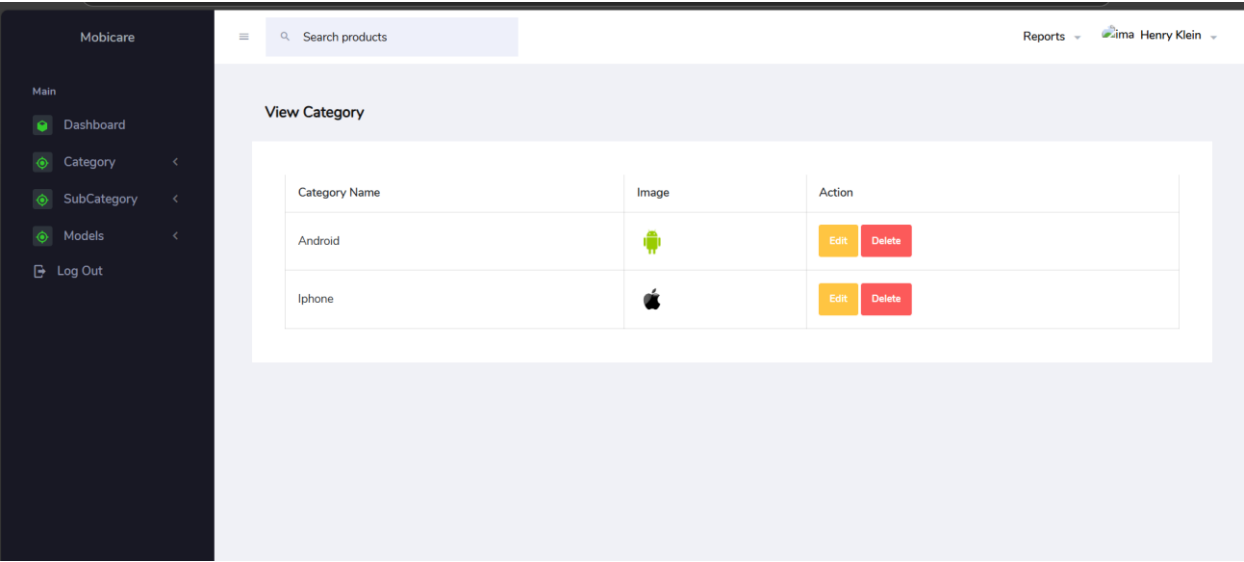 Mobicare
Search products
Reports
ima Henry Klein
Main
Dashboard
Category
SubCategory
Models
Log Out
View Category
Category Name Image Action
Android Edit Delete
Iphone Edit Delete